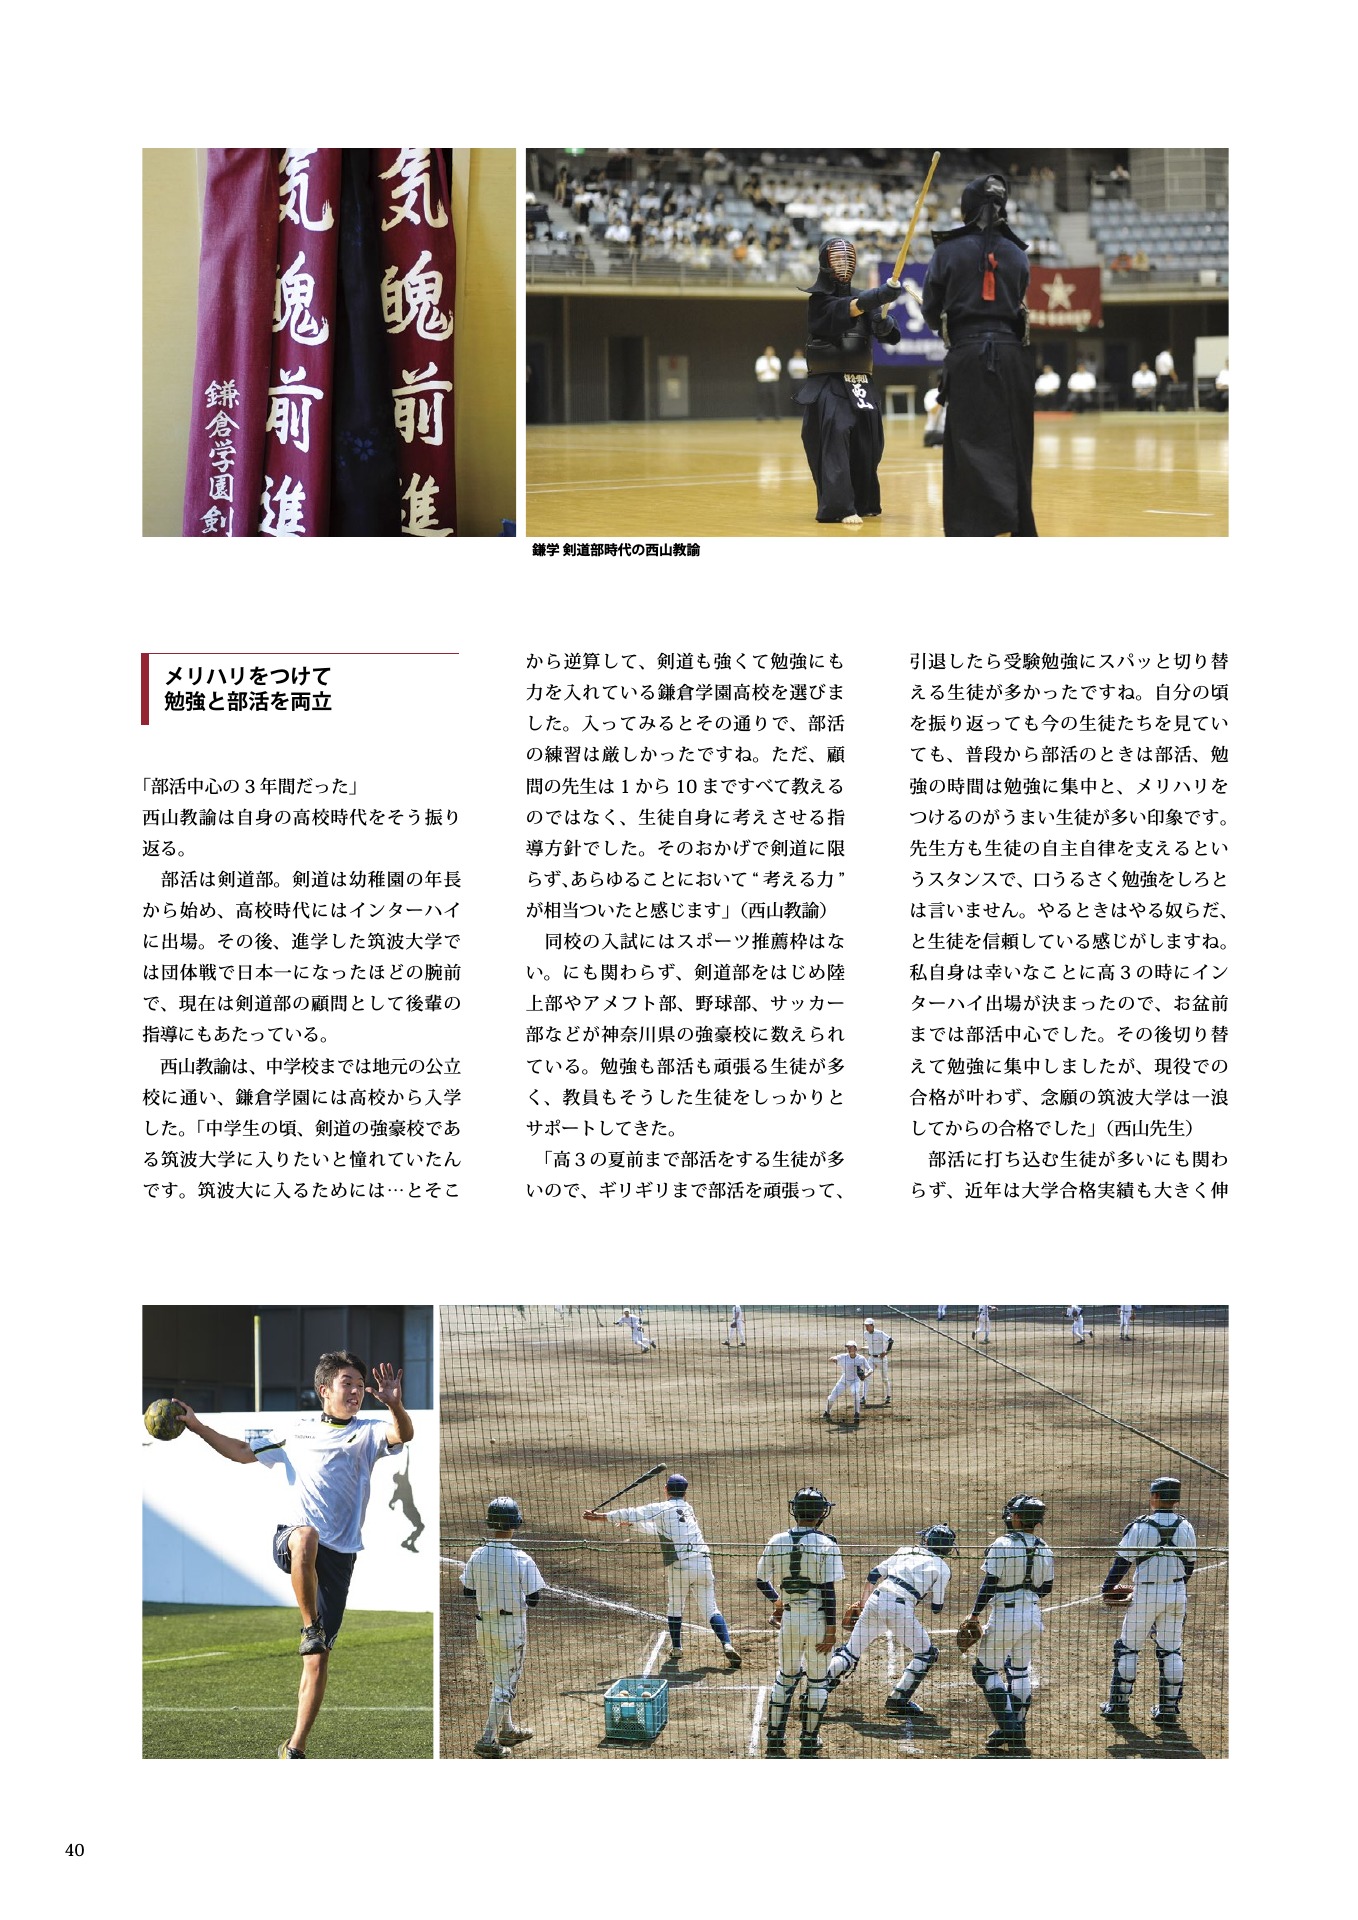 気魄前進
気魄前進
鎌倉学園剣
西山
鎌学 剣道部時代の西山教諭
メリハリをつけて
勉強と部活を両立
「部活中心の3年間だった」
西山教諭は自身の高校時代をそう振り
返る。
部活は剣道部。剣道は幼稚園の年長
から始め、高校時代にはインターハイ
に出場。その後、進学した筑波大学で
は団体戦で日本一になったほどの腕前
で、現在は剣道部の顧問として後輩の
指導にもあたっている。
西山教諭は、中学校までは地元の公立
校に通い、鎌倉学園には高校から入学
した。「中学生の頃、剣道の強豪校であ
る筑波大学に入りたいと憧れていたん
です。筑波大に入るためには…とそこ
から逆算して、剣道も強くて勉強にも
力を入れている鎌倉学園高校を選びま
した。入ってみるとその通りで、部活
の練習は厳しかったですね。ただ、顧
問の先生は1から10まですべて教える
のではなく、生徒自身に考えさせる指
導方針でした。そのおかげで剣道に限
らず、あらゆることにおいて“考える力”
が相当ついたと感じます」（西山教諭）
同校の入試にはスポーツ推薦枠はな
い。にも関わらず、剣道部をはじめ陸
上部やアメフト部、野球部、サッカー
部などが神奈川県の強豪校に数えられ
ている。勉強も部活も頑張る生徒が多
く、教員もそうした生徒をしっかりと
サポートしてきた。
「高3の夏前まで部活をする生徒が多
いので、ギリギリまで部活を頑張って、
引退したら受験勉強にスパッと切り替
える生徒が多かったですね。自分の頃
を振り返っても今の生徒たちを見てい
ても、普段から部活のときは部活、勉
強の時間は勉強に集中と、メリハリを
つけるのがうまい生徒が多い印象です。
先生方も生徒の自主自律を支えるとい
うスタンスで、口うるさく勉強をしろと
は言いません。やるときはやる奴らだ、
と生徒を信頼している感じがしますね。
私自身は幸いなことに高3の時にイン
ターハイ出場が決まったので、お盆前
までは部活中心でした。その後切り替
えて勉強に集中しましたが、現役での
合格が叶わず、念願の筑波大学は一浪
してからの合格でした」（西山先生）
部活に打ち込む生徒が多いにも関わ
らず、近年は大学合格実績も大きく伸
40